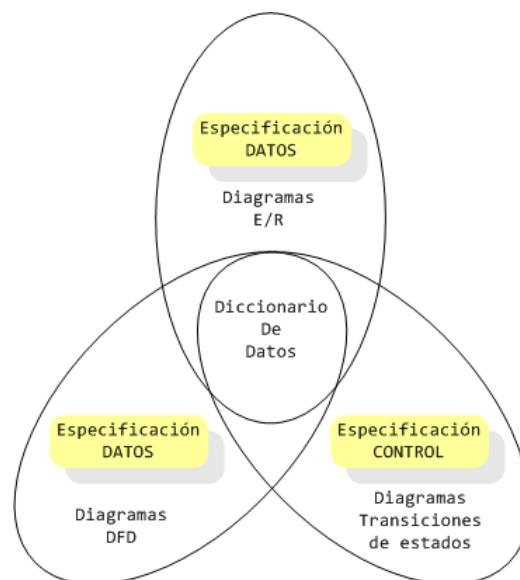 Especificación
DATOS
Diagramas
E/R
Diccionario
De
Datos
Especificación
DATOS
Diagramas
DFD
Especificación
CONTROL
Diagramas
Transiciones
de estados